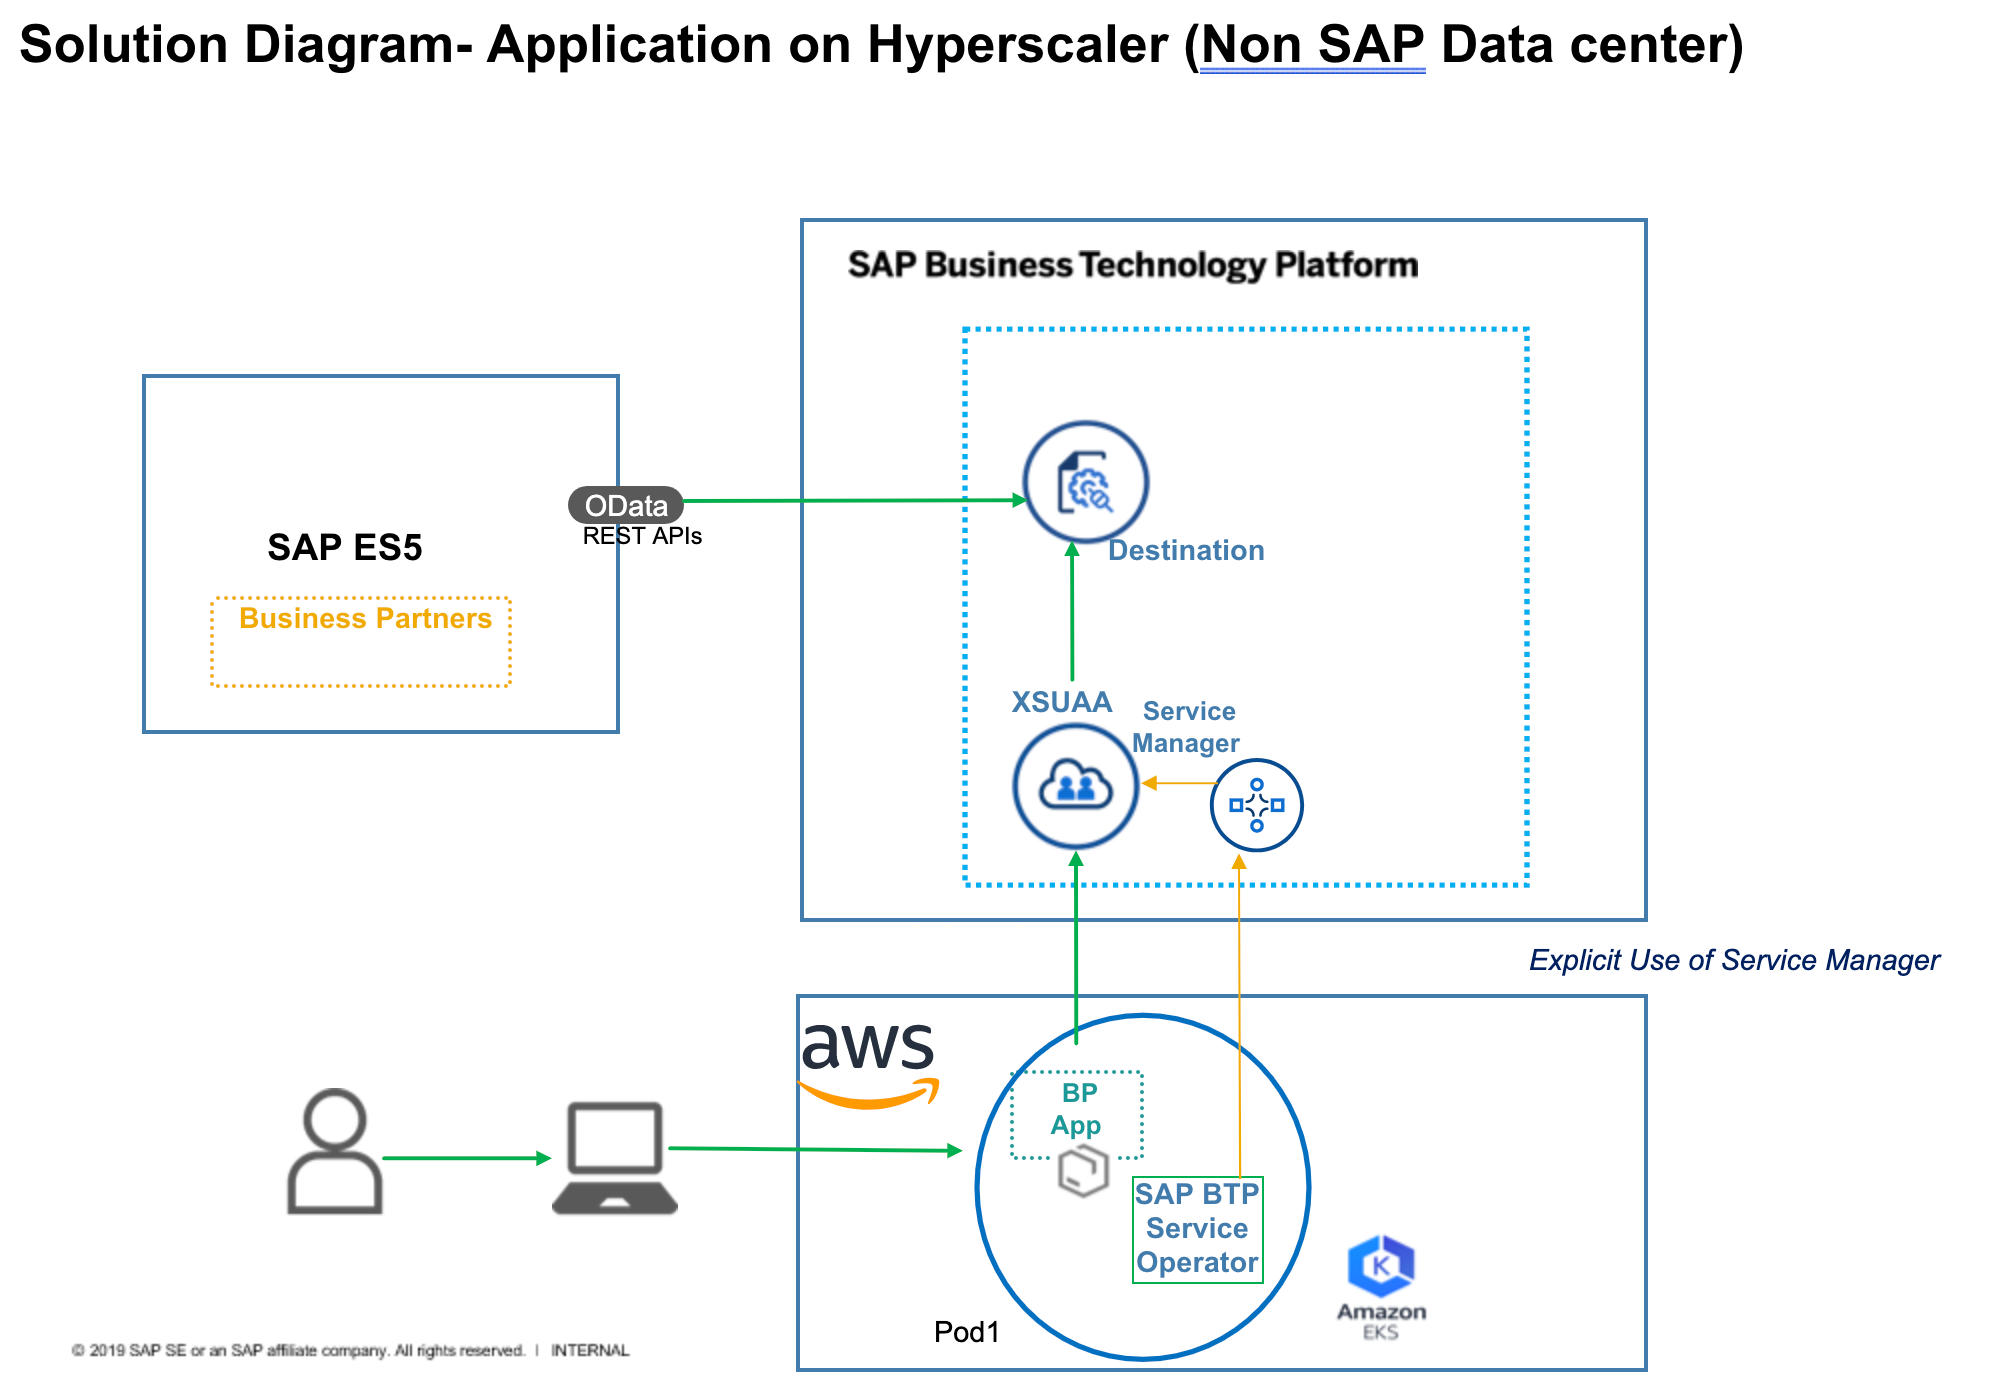 Solution Diagram- Application on Hyperscaler (Non SAP Data center)
SAP Business Technology Platform
OData
REST APIs
SAP ES5
Business Partners
Destination
XSUAA
Service
Manager
Explicit Use of Service Manager
aws
BP
App
SAP BTP
Service
Operator
K
Amazon
EKS
Pod1
© 2019 SAP SE or an SAP affiliate company. All rights reserved. | INTERNAL